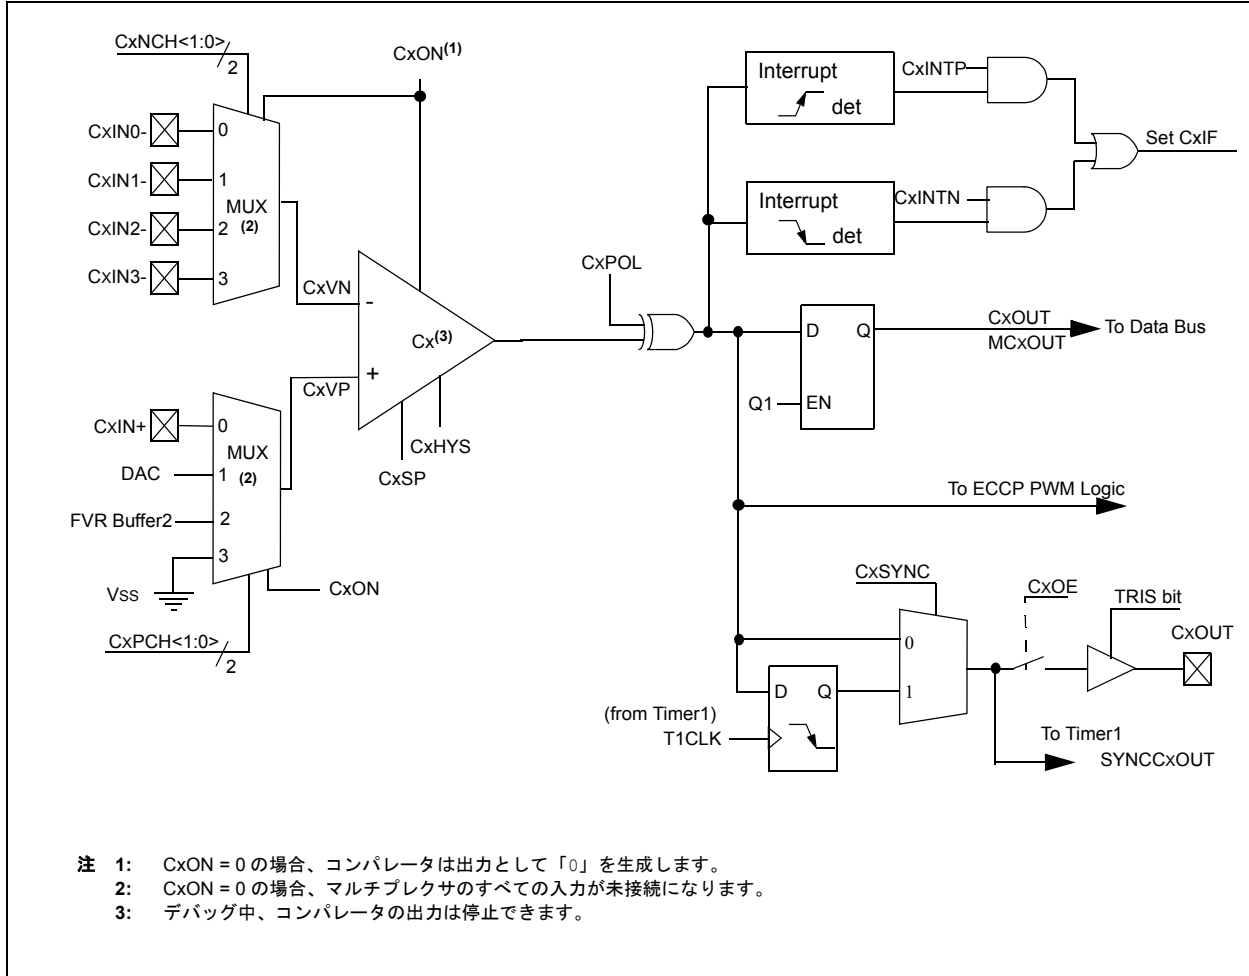 CxNCH<1:0>
2
CxON(1)
CxIN0-
0
CxIN1-
1
MUX
(2)
CxIN2-
2
CxIN3-
3
CxVN
-
Cx(3)
+
CxVP
CxHYS
CxSP
CxIN+
0
MUX
(2)
DAC
1
FVR Buffer2
2
3
Vss
CxON
CxPCH<1:0>
2
CxPOL
Interrupt
det
CxINTP
Interrupt
det
CxINTN
Set CxIF
D
Q
Q1
EN
CxOUT
MCxOUT
To Data Bus
To ECCP PWM Logic
CxSYNC
0
1
D
Q
(from Timer1)
T1CLK
CxOE
TRIS bit
CxOUT
To Timer1
SYNCCxOUT
注 1: CxON = 0 の場合、コンパレータは出力として「0」を生成します。
2: CxON = 0 の場合、マルチプレクサのすべての入力が未接続になります。
3: デバッグ中、コンパレータの出力は停止できます。